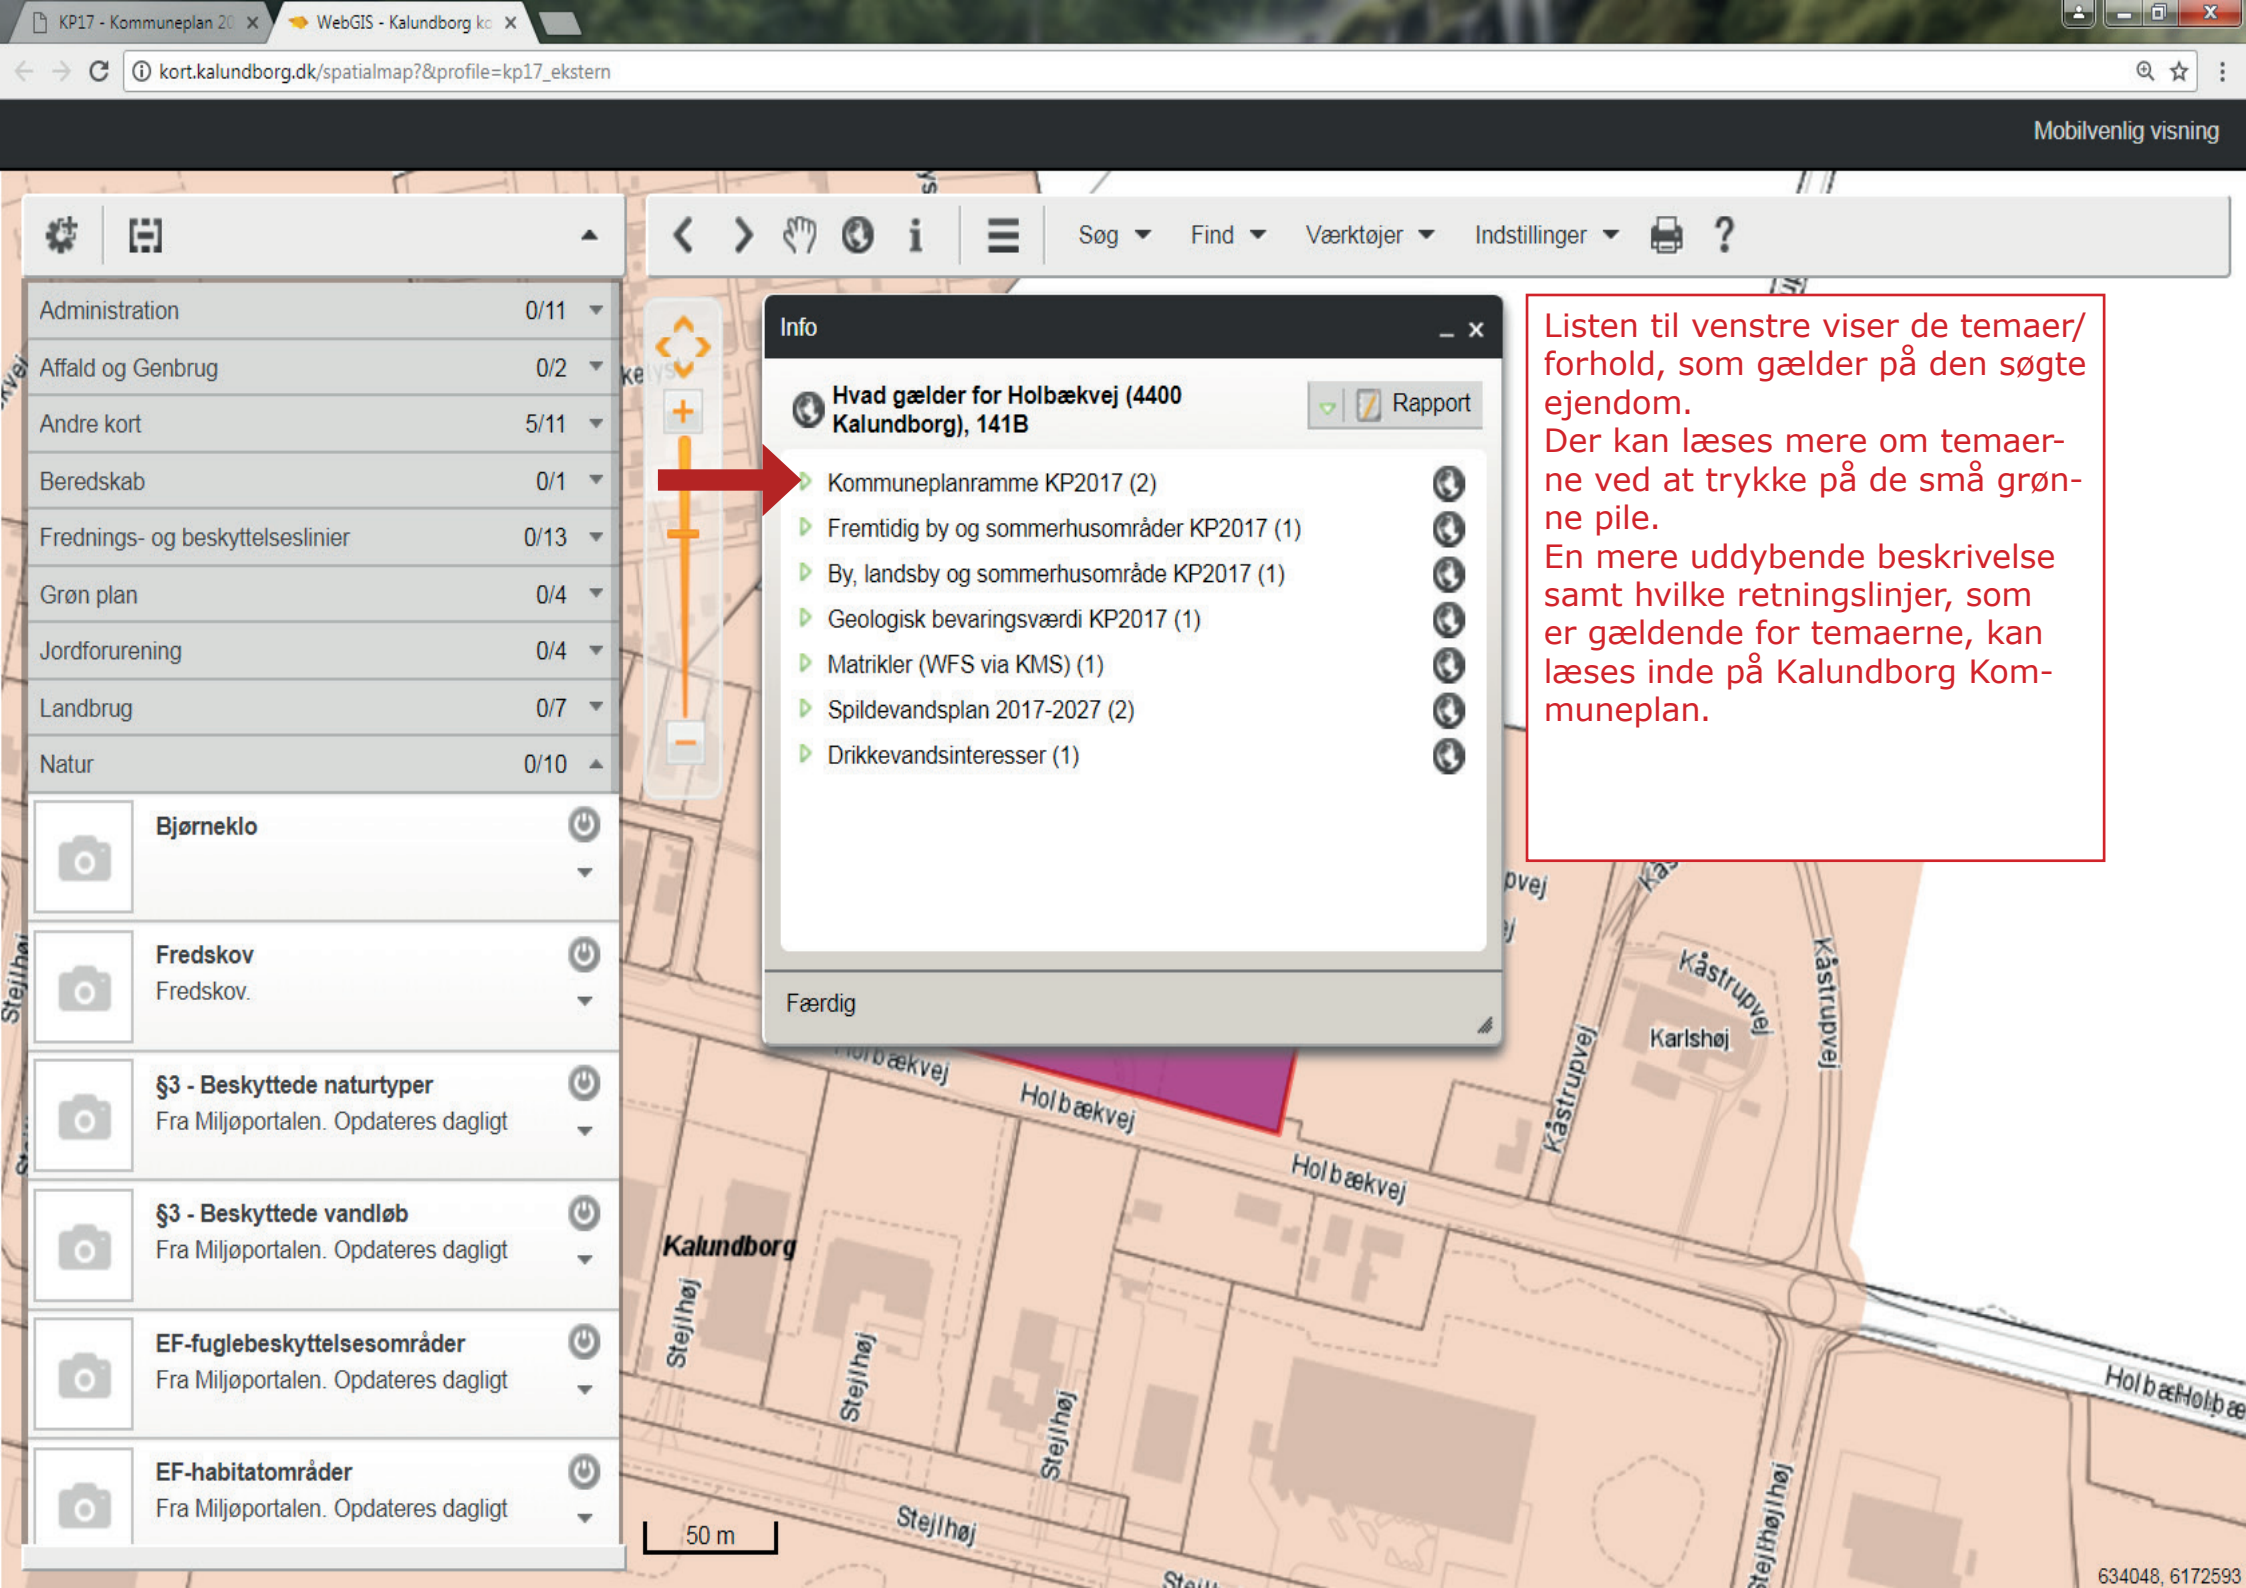 KP17 - Kommuneplan 20
WebGIS - Kalundborg ko
kort.kalundborg.dk/spatialmap?&profile=kp17_ekstern
Mobilvenlig visning
Søg
Find
Værktøjer
Indstillinger
?
Administration 0/11
Affald og Genbrug 0/2
Andre kort 5/11
Beredskab 0/1
Frednings- og beskyttelseslinier 0/13
Grøn plan 0/4
Jordforurening 0/4
Landbrug 0/7
Natur 0/10
Bjørneklo
Fredskov
Fredskov.
§3 - Beskyttede naturtyper
Fra Miljøportalen. Opdateres dagligt
§3 - Beskyttede vandløb
Fra Miljøportalen. Opdateres dagligt
EF-fuglebeskyttelsesområder
Fra Miljøportalen. Opdateres dagligt
EF-habitatområder
Fra Miljøportalen. Opdateres dagligt
Info
Hvad gælder for Holbækvej (4400
Kalundborg), 141B
Rapport
Kommuneplanramme KP2017 (2)
Fremtidig by og sommerhusområder KP2017 (1)
By, landsby og sommerhusområde KP2017 (1)
Geologisk bevaringsværdi KP2017 (1)
Matrikler (WFS via KMS) (1)
Spildevandsplan 2017-2027 (2)
Drikkevandsinteresser (1)
Færdig
Listen til venstre viser de temaer/
forhold, som gælder på den søgte
ejendom.
Der kan læses mere om temaer-
ne ved at trykke på de små grøn-
ne pile.
En mere uddybende beskrivelse
samt hvilke retningslinjer, som
er gældende for temaerne, kan
læses inde på Kalundborg Kom-
muneplan.
Kåstrupvej
Kåstrupvej
Kåstrupvej
Karlshøj
Holbækvej
Holbækvej
Holbækvej
Kalundborg
Stejlhøj
Stejlhøj
Stejlhøj
Stejlhøj
Stejlhøj
50 m
634048, 6172593